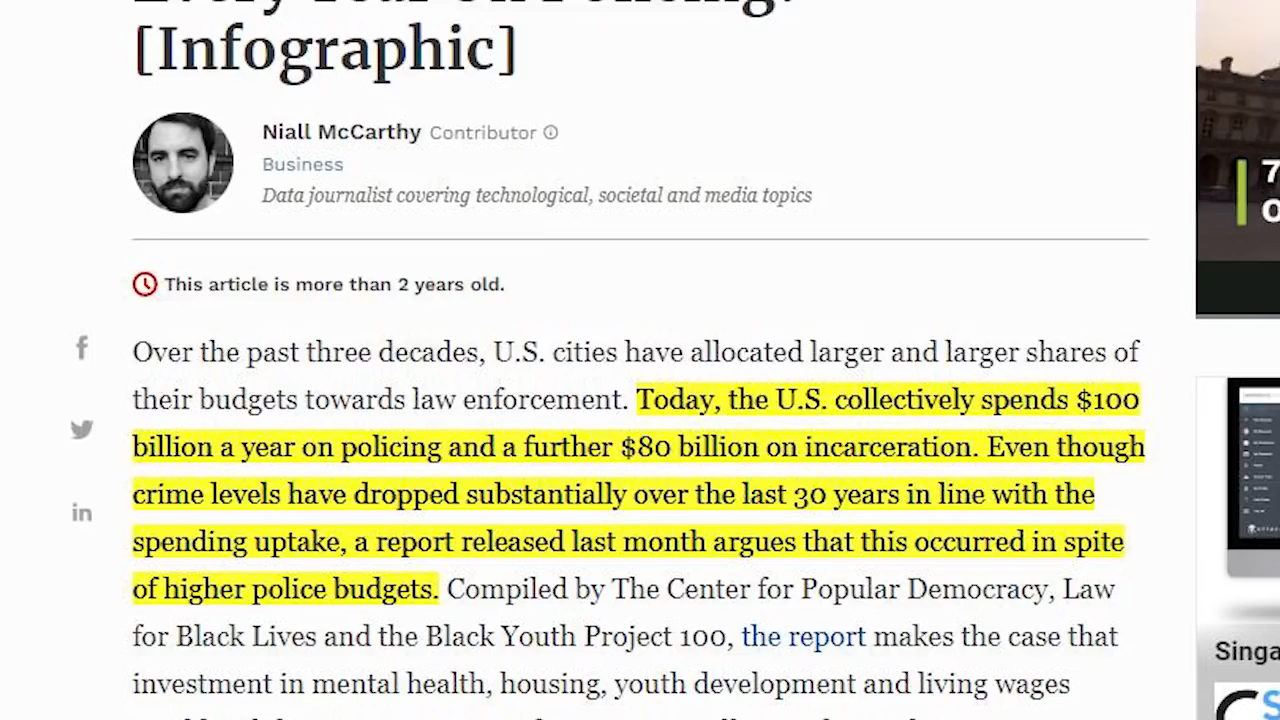 Every Year On Policing?
[Infographic]
Niall McCarthy Contributor
Business
Data journalist covering technological, societal and media topics
This article is more than 2 years old.
Over the past three decades, U.S. cities have allocated larger and larger shares of
their budgets towards law enforcement. Today, the U.S. collectively spends $100
billion a year on policing and a further $80 billion on incarceration. Even though
crime levels have dropped substantially over the last 30 years in line with the
spending uptake, a report released last month argues that this occurred in spite
of higher police budgets. Compiled by The Center for Popular Democracy, Law
for Black Lives and the Black Youth Project 100, the report makes the case that
investment in mental health, housing, youth development and living wages
f
in
7
Singa